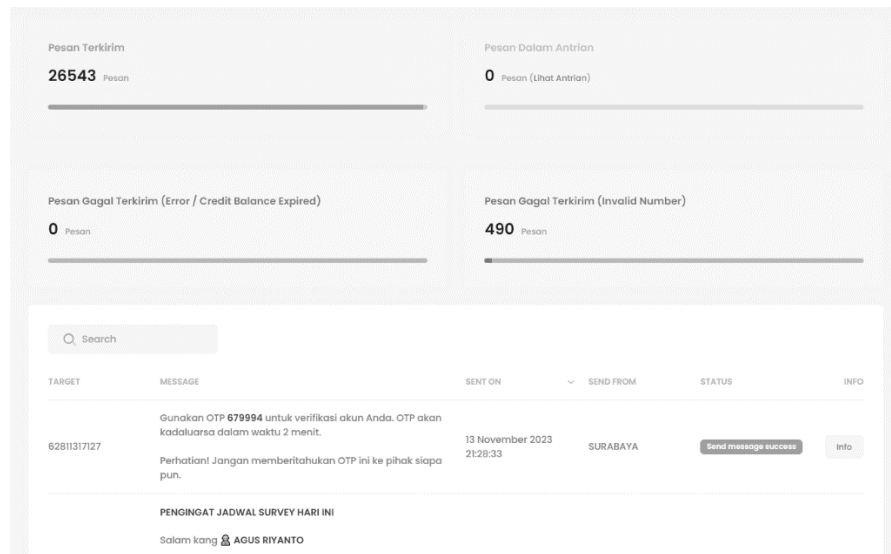 Pesan Terkirim
26543 Pesan
Pesan Dalam Antrian
0 Pesan (Lihat Antrian)
Pesan Gagal Terkirim (Error / Credit Balance Expired)
0 Pesan
Pesan Gagal Terkirim (Invalid Number)
490 Pesan
Search
TARGET MESSAGE SENT ON SEND FROM STATUS INFO
62811317127
Gunakan OTP 679994 untuk verifikasi akun Anda. OTP akan
kadaluarsa dalam waktu 2 menit.
Perhatian! Jangan memberitahukan OTP ini ke pihak siapa
pun.
13 November 2023
21:28:33
SURABAYA
Send message success
Info
PENGINGAT JADWAL SURVEY HARI INI
Salam kang AGUS RIYANTO